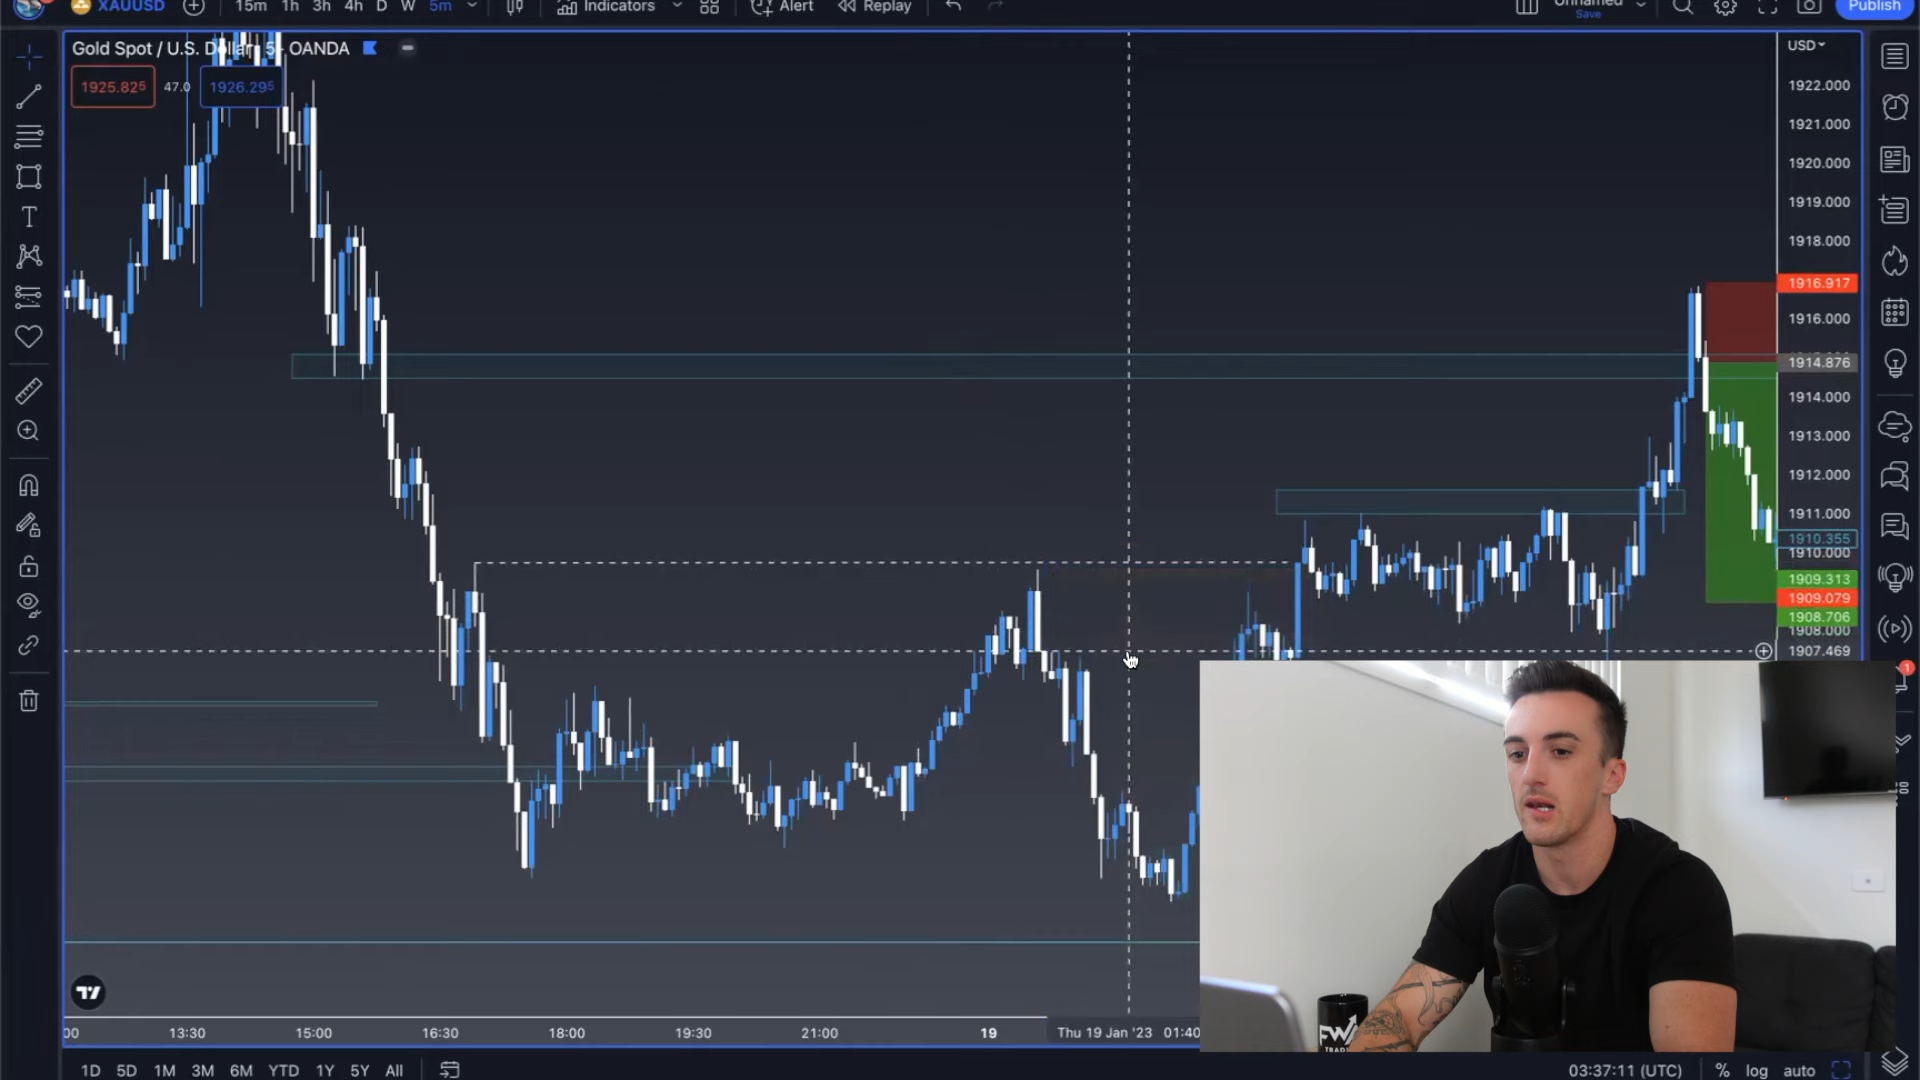 XAUUSD 15m 1h 3h 4h D W 5m Indicators Alert Replay Save Publish
Gold Spot / U.S. Dollar · 5 · OANDA
1925.825 47.0 1926.295
USD
1922.000
1921.000
1920.000
1919.000
1918.000
1916.917
1916.000
1914.876
1914.000
1913.000
1912.000
1911.000
1910.355
1910.000
1909.313
1909.079
1908.706
1908.000
1907.469
1
13:30 15:00 16:30 18:00 19:30 21:00 19 Thu 19 Jan '23 01:40
1D 5D 1M 3M 6M YTD 1Y 5Y All
03:37:11 (UTC) % log auto